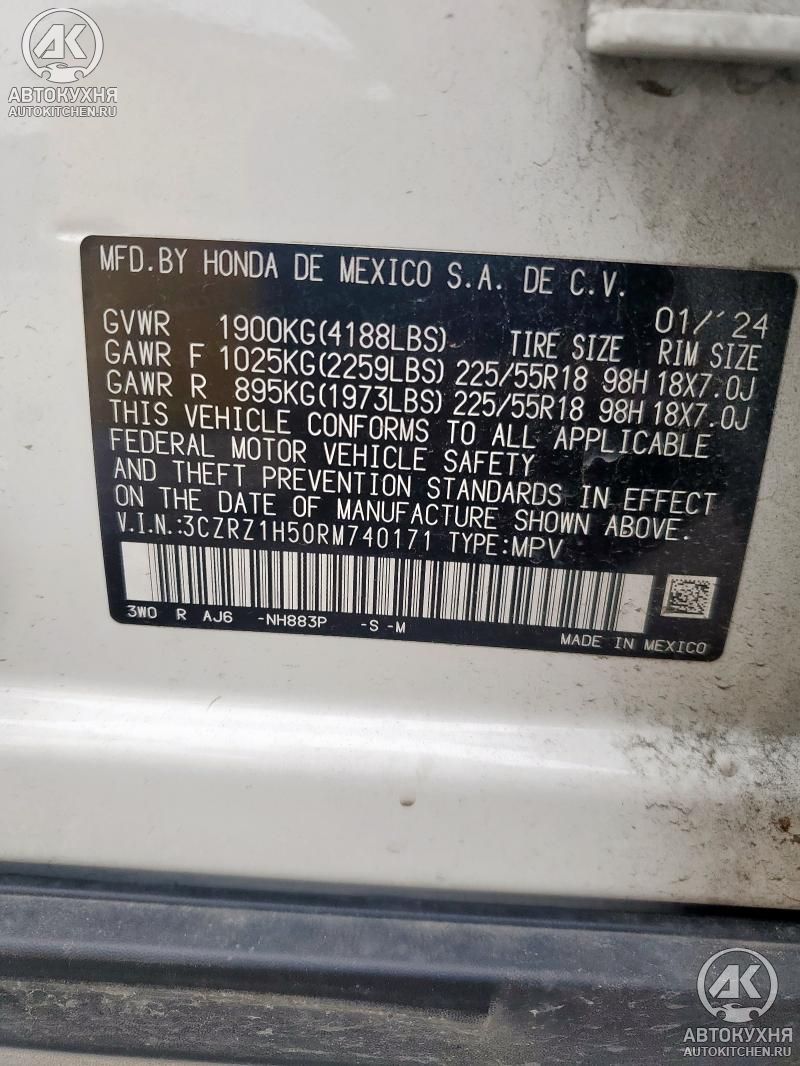 АК
АВТОКУХНЯ
AUTOKITCHEN.RU
MFD.BY HONDA DE MEXICO S.A. DE C.V.
01/'24
GVWR 1900KG(4188LBS) TIRE SIZE RIM SIZE
GAWR F 1025KG(2259LBS) 225/55R18 98H 18X7.0J
GAWR R 895KG(1973LBS) 225/55R18 98H 18X7.0J
THIS VEHICLE CONFORMS TO ALL APPLICABLE
FEDERAL MOTOR VEHICLE SAFETY
AND THEFT PREVENTION STANDARDS IN EFFECT
ON THE DATE OF MANUFACTURE SHOWN ABOVE.
V.I.N.:3CZRZ1H50RM740171 TYPE:MPV
3W0 R AJ6 -NH883P -S -M
MADE IN MEXICO
АК
АВТОКУХНЯ
AUTOKITCHEN.RU